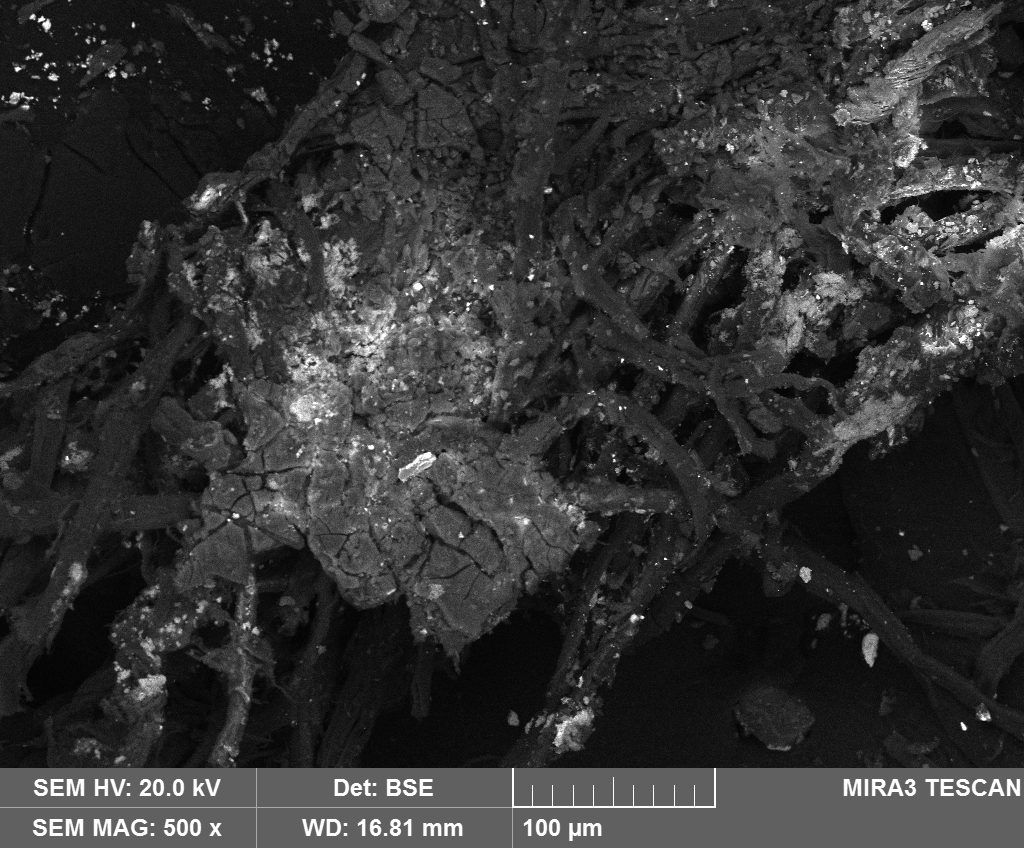 SEM HV: 20.0 kV
Det: BSE
MIRA3 TESCAN
SEM MAG: 500 x
WD: 16.81 mm
100 µm